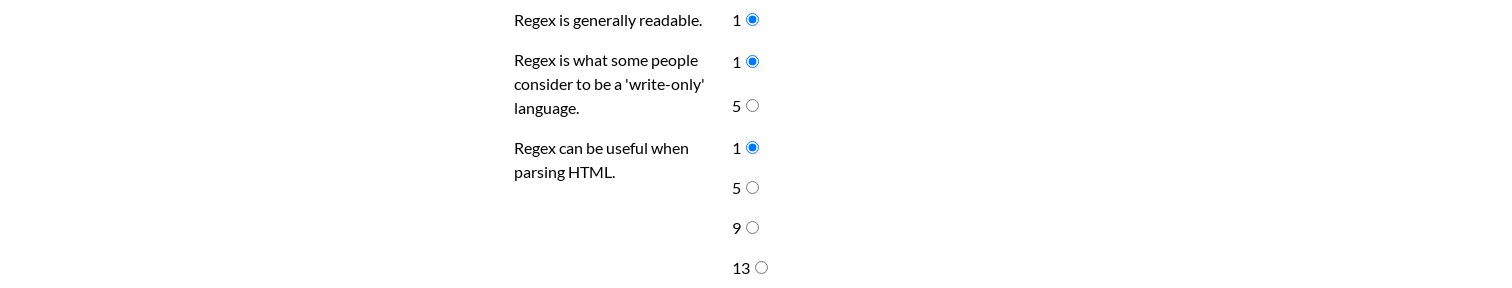 Regex is generally readable. 1
Regex is what some people 1
consider to be a 'write-only'
5
language.
Regex can be useful when 1
parsing HTML.
5
9
13